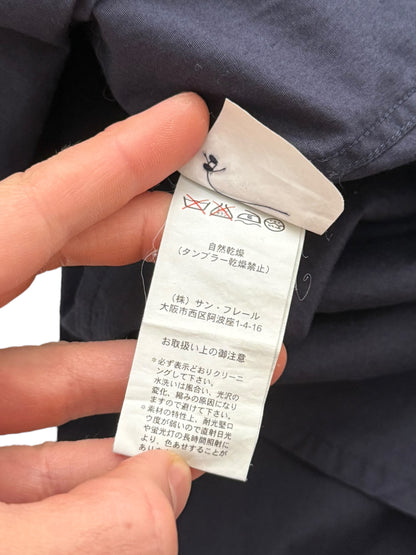 自然乾燥
(タンブラー乾燥禁止)
(株)サン・フレール
大阪市西区阿波座1-4-16
お取扱い上の御注意
*必ず表示どおりクリーニ
ングして下さい。
水洗いは風合い、光沢の
変化、縮みの原因になり
ますので避けて下さい。
*素材の特性上、耐光堅ロ
ウ度が弱いので直射日光
や蛍光灯の長時間照射に
より、色あせすることが
あります。